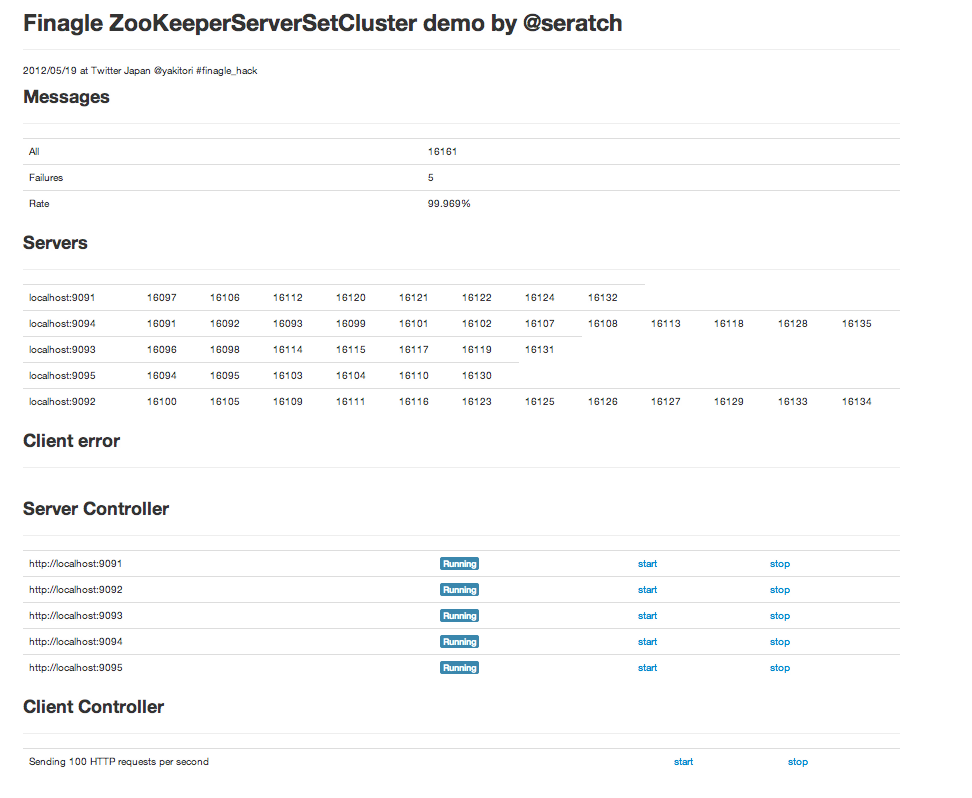 Finagle ZooKeeperServerSetCluster demo by @seratch
2012/05/19 at Twitter Japan @yakitori #finagle_hack
Messages
All 16161
Failures 5
Rate 99.969%
Servers
localhost:9091 16097 16106 16112 16120 16121 16122 16124 16132
localhost:9094 16091 16092 16093 16099 16101 16102 16107 16108 16113 16118 16128 16135
localhost:9093 16096 16098 16114 16115 16117 16119 16131
localhost:9095 16094 16095 16103 16104 16110 16130
localhost:9092 16100 16105 16109 16111 16116 16123 16125 16126 16127 16129 16133 16134
Client error
Server Controller
http://localhost:9091 Running start stop
http://localhost:9092 Running start stop
http://localhost:9093 Running start stop
http://localhost:9094 Running start stop
http://localhost:9095 Running start stop
Client Controller
Sending 100 HTTP requests per second start stop